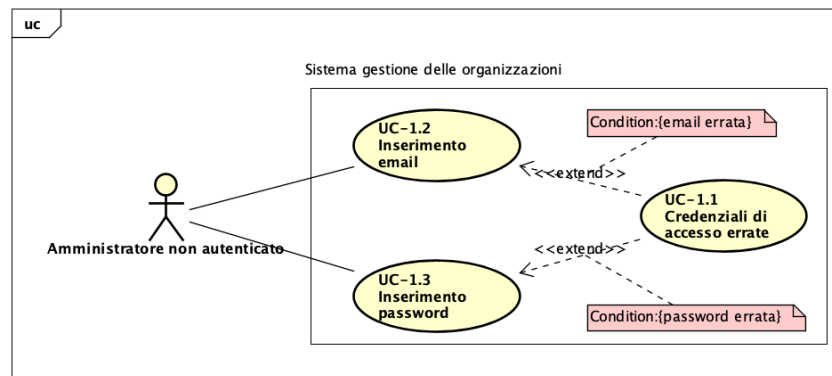 uc
Sistema gestione delle organizzazioni
UC-1.2
Inserimento
email
Condition:{email errata}
<<extend>>
UC-1.1
Credenziali di
accesso errate
Amministratore non autenticato
<<extend>>
UC-1.3
Inserimento
password
Condition:{password errata}